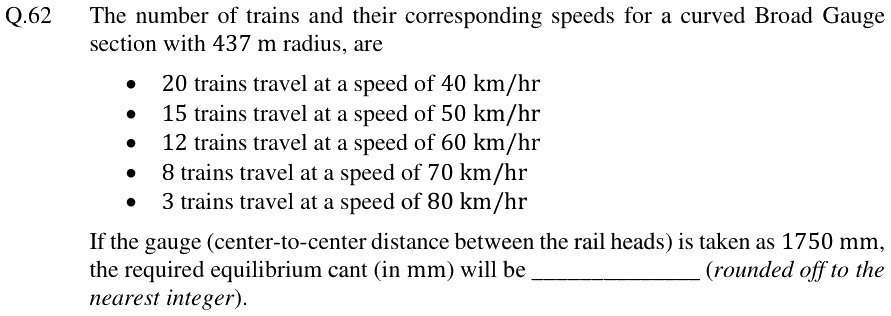 Q.62 The number of trains and their corresponding speeds for a curved Broad Gauge
section with 437 m radius, are
• 20 trains travel at a speed of 40 km/hr
• 15 trains travel at a speed of 50 km/hr
• 12 trains travel at a speed of 60 km/hr
• 8 trains travel at a speed of 70 km/hr
• 3 trains travel at a speed of 80 km/hr
If the gauge (center-to-center distance between the rail heads) is taken as 1750 mm,
the required equilibrium cant (in mm) will be _______________ (rounded off to the
nearest integer).